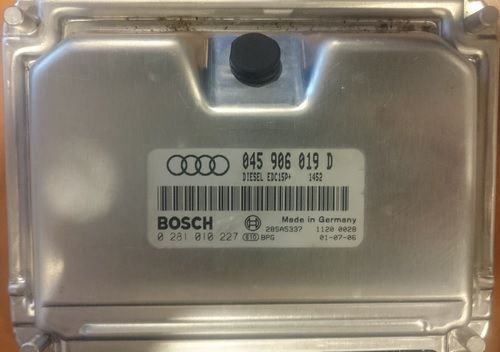 045 906 019 D
DIESEL EDC15P+ 1452
BOSCH
Made in Germany
0 281 010 227 BPG
28SA5337 1120 0028
01-07-06